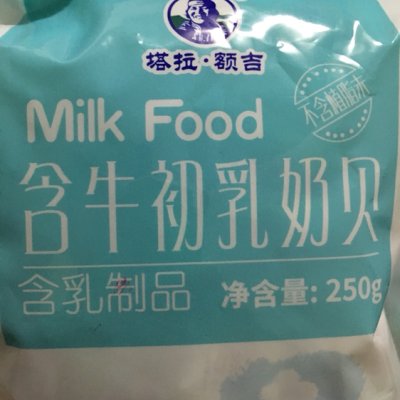 塔拉·额吉
不含植脂末
Milk Food
含牛初乳奶贝
含乳制品 净含量: 250g